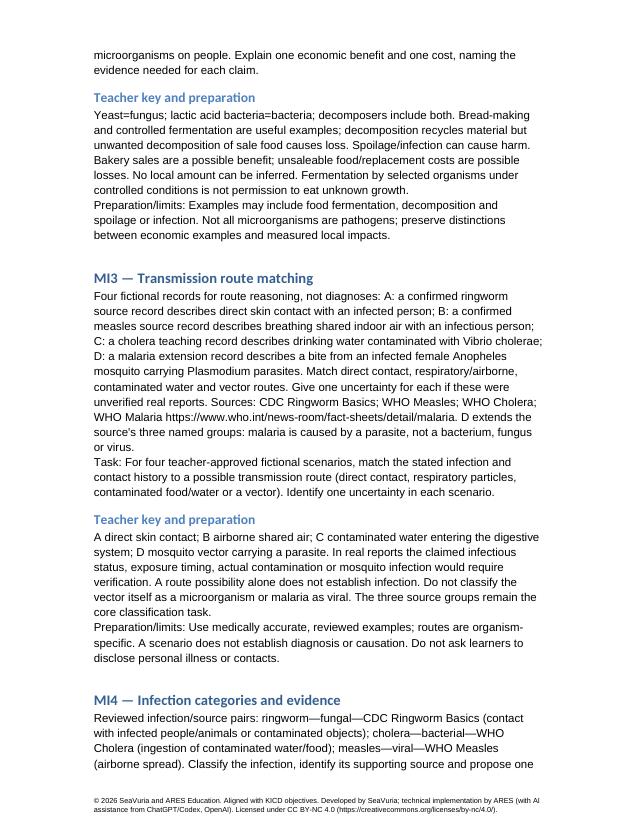 microorganisms on people. Explain one economic benefit and one cost, naming the
evidence needed for each claim.
Teacher key and preparation
Yeast=fungus; lactic acid bacteria=bacteria; decomposers include both. Bread-making
and controlled fermentation are useful examples; decomposition recycles material but
unwanted decomposition of sale food causes loss. Spoilage/infection can cause harm.
Bakery sales are a possible benefit; unsaleable food/replacement costs are possible
losses. No local amount can be inferred. Fermentation by selected organisms under
controlled conditions is not permission to eat unknown growth.
Preparation/limits: Examples may include food fermentation, decomposition and
spoilage or infection. Not all microorganisms are pathogens; preserve distinctions
between economic examples and measured local impacts.
MI3 — Transmission route matching
Four fictional records for route reasoning, not diagnoses: A: a confirmed ringworm
source record describes direct skin contact with an infected person; B: a confirmed
measles source record describes breathing shared indoor air with an infectious person;
C: a cholera teaching record describes drinking water contaminated with Vibrio cholerae;
D: a malaria extension record describes a bite from an infected female Anopheles
mosquito carrying Plasmodium parasites. Match direct contact, respiratory/airborne,
contaminated water and vector routes. Give one uncertainty for each if these were
unverified real reports. Sources: CDC Ringworm Basics; WHO Measles; WHO Cholera;
WHO Malaria https://www.who.int/news-room/fact-sheets/detail/malaria. D extends the
source's three named groups: malaria is caused by a parasite, not a bacterium, fungus
or virus.
Task: For four teacher-approved fictional scenarios, match the stated infection and
contact history to a possible transmission route (direct contact, respiratory particles,
contaminated food/water or a vector). Identify one uncertainty in each scenario.
Teacher key and preparation
A direct skin contact; B airborne shared air; C contaminated water entering the digestive
system; D mosquito vector carrying a parasite. In real reports the claimed infectious
status, exposure timing, actual contamination or mosquito infection would require
verification. A route possibility alone does not establish infection. Do not classify the
vector itself as a microorganism or malaria as viral. The three source groups remain the
core classification task.
Preparation/limits: Use medically accurate, reviewed examples; routes are organism-
specific. A scenario does not establish diagnosis or causation. Do not ask learners to
disclose personal illness or contacts.
MI4 — Infection categories and evidence
Reviewed infection/source pairs: ringworm—fungal—CDC Ringworm Basics (contact
with infected people/animals or contaminated objects); cholera—bacterial—WHO
Cholera (ingestion of contaminated water/food); measles—viral—WHO Measles
(airborne spread). Classify the infection, identify its supporting source and propose one
© 2026 SeaVuria and ARES Education. Aligned with KICD objectives. Developed by SeaVuria; technical implementation by ARES (with AI
assistance from ChatGPT/Codex, OpenAI). Licensed under CC BY-NC 4.0 (https://creativecommons.org/licenses/by-nc/4.0/).